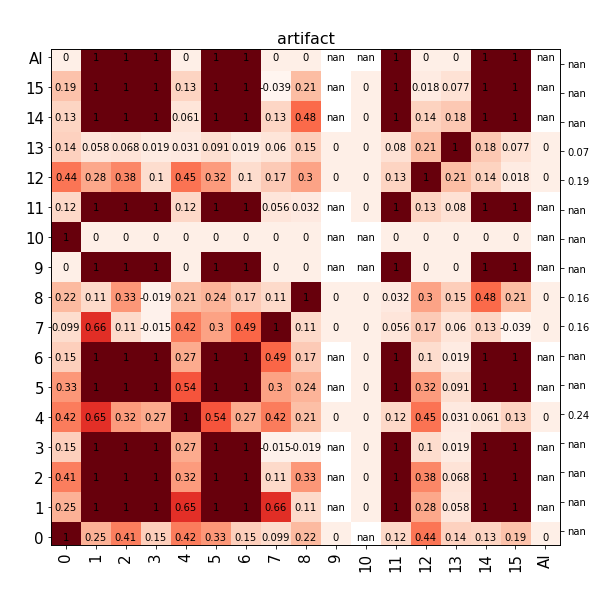 artifact
AI 0 1 1 1 0 1 1 0 0 nan nan 1 0 0 1 1 nan nan
15 0.19 1 1 1 0.13 1 1 -0.039 0.21 nan 0 1 0.018 0.077 1 1 nan nan
14 0.13 1 1 1 0.061 1 1 0.13 0.48 nan 0 1 0.14 0.18 1 1 nan nan
13 0.14 0.058 0.068 0.019 0.031 0.091 0.019 0.06 0.15 0 0 0.08 0.21 1 0.18 0.077 0 0.07
12 0.44 0.28 0.38 0.1 0.45 0.32 0.1 0.17 0.3 0 0 0.13 1 0.21 0.14 0.018 0 0.19
11 0.12 1 1 1 0.12 1 1 0.056 0.032 nan 0 1 0.13 0.08 1 1 nan nan
10 1 0 0 0 0 0 0 0 0 nan nan 0 0 0 0 0 nan nan
9 0 1 1 1 0 1 1 0 0 nan nan 1 0 0 1 1 nan nan
8 0.22 0.11 0.33 -0.019 0.21 0.24 0.17 0.11 1 0 0 0.032 0.3 0.15 0.48 0.21 0 0.16
7 0.099 0.66 0.11 -0.015 0.42 0.3 0.49 1 0.11 0 0 0.056 0.17 0.06 0.13 -0.039 0 0.16
6 0.15 1 1 1 0.27 1 1 0.49 0.17 nan 0 1 0.1 0.019 1 1 nan nan
5 0.33 1 1 1 0.54 1 1 0.3 0.24 nan 0 1 0.32 0.091 1 1 nan nan
4 0.42 0.65 0.32 0.27 1 0.54 0.27 0.42 0.21 0 0 0.12 0.45 0.031 0.061 0.13 0 0.24
3 0.15 1 1 1 0.27 1 1 -0.015 -0.019 nan 0 1 0.1 0.019 1 1 nan nan
2 0.41 1 1 1 0.32 1 1 0.11 0.33 nan 0 1 0.38 0.068 1 1 nan nan
1 0.25 1 1 1 0.65 1 1 0.66 0.11 nan 0 1 0.28 0.058 1 1 nan nan
0 1 0.25 0.41 0.15 0.42 0.33 0.15 0.099 0.22 0 nan 0.12 0.44 0.14 0.13 0.19 0 nan
0 1 2 3 4 5 6 7 8 9 10 11 12 13 14 15 AI